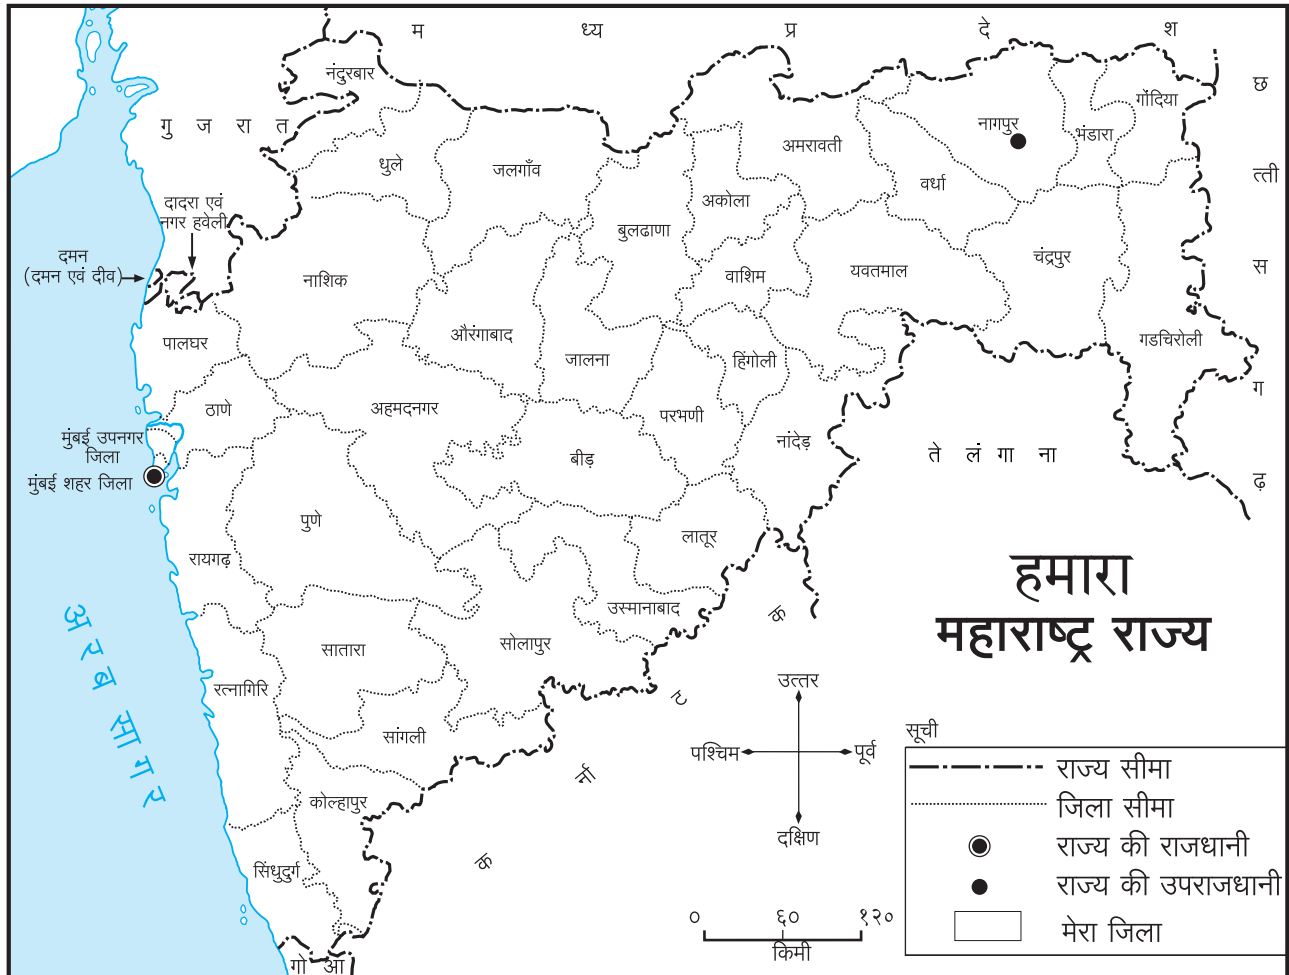 म ध्य प्र दे श
छ त्ती स ग ढ़
गु ज रा त
नंदुरबार
गोंदिया
नागपुर
भंडारा
धुले
जलगाँव
अमरावती
वर्धा
अकोला
दादरा एवं
नगर हवेली
बुलढाणा
दमन
(दमन एवं दीव)
नाशिक
वाशिम
यवतमाल
चंद्रपुर
पालघर
औरंगाबाद
जालना
हिंगोली
गडचिरोली
ठाणे
अहमदनगर
परभणी
नांदेड़
मुंबई उपनगर
जिला
बीड़
ते लं गा ना
मुंबई शहर जिला
पुणे
लातूर
रायगढ़
उस्मानाबाद
सातारा
सोलापुर
रत्नागिरि
सांगली
कोल्हापुर
सिंधुदुर्ग
अ र ब सा ग र
क र्ना ट क
गो आ
हमारा
महाराष्ट्र राज्य
उत्तर
पश्चिम
पूर्व
दक्षिण
० ६० १२०
किमी
सूची
राज्य सीमा
जिला सीमा
राज्य की राजधानी
राज्य की उपराजधानी
मेरा जिला